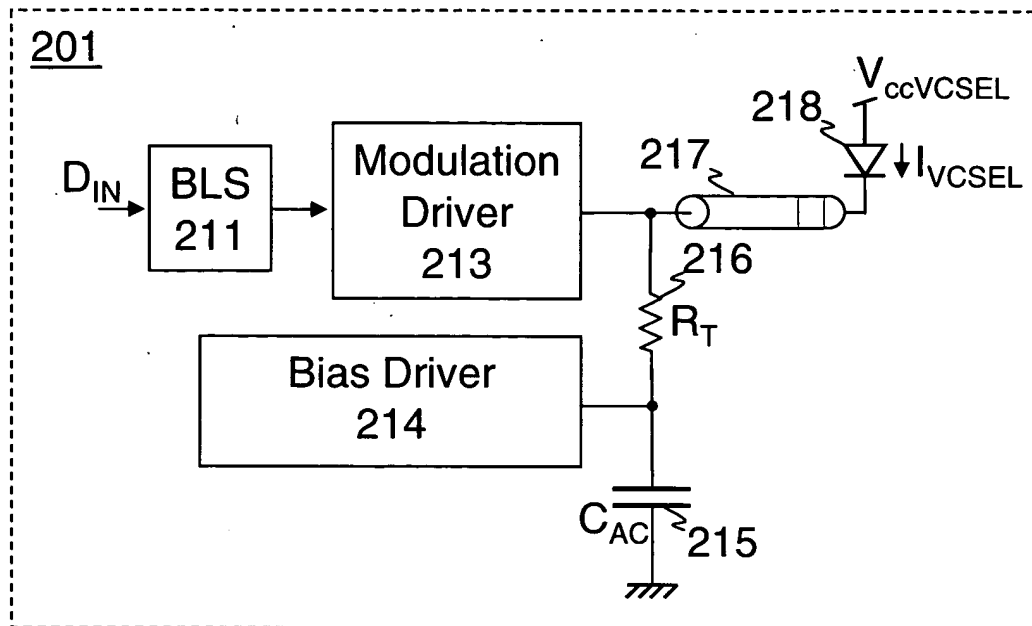 201
V_ccVCSEL
218
I_VCSEL
217
D_IN
BLS
211
Modulation
Driver
213
216
R_T
Bias Driver
214
C_AC
215